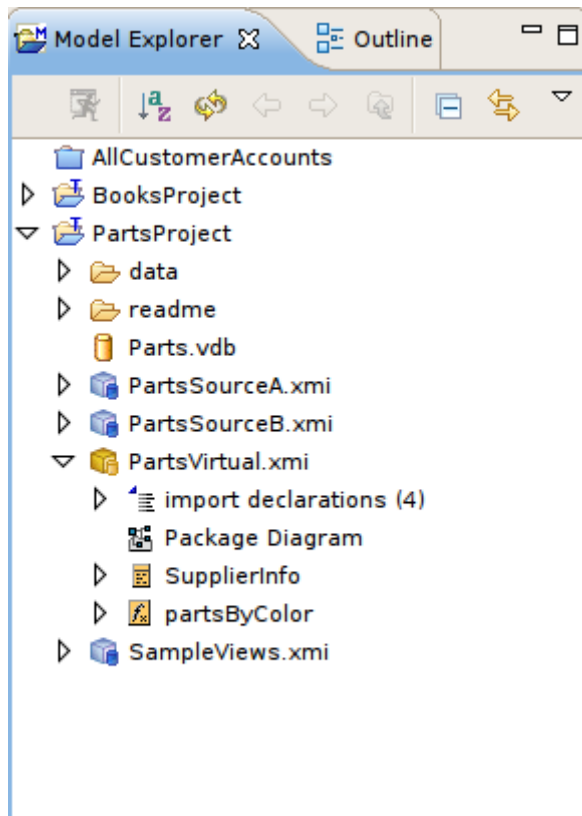 Model Explorer Outline
AllCustomerAccounts
BooksProject
PartsProject
data
readme
Parts.vdb
PartsSourceA.xmi
PartsSourceB.xmi
PartsVirtual.xmi
import declarations (4)
Package Diagram
SupplierInfo
partsByColor
SampleViews.xmi